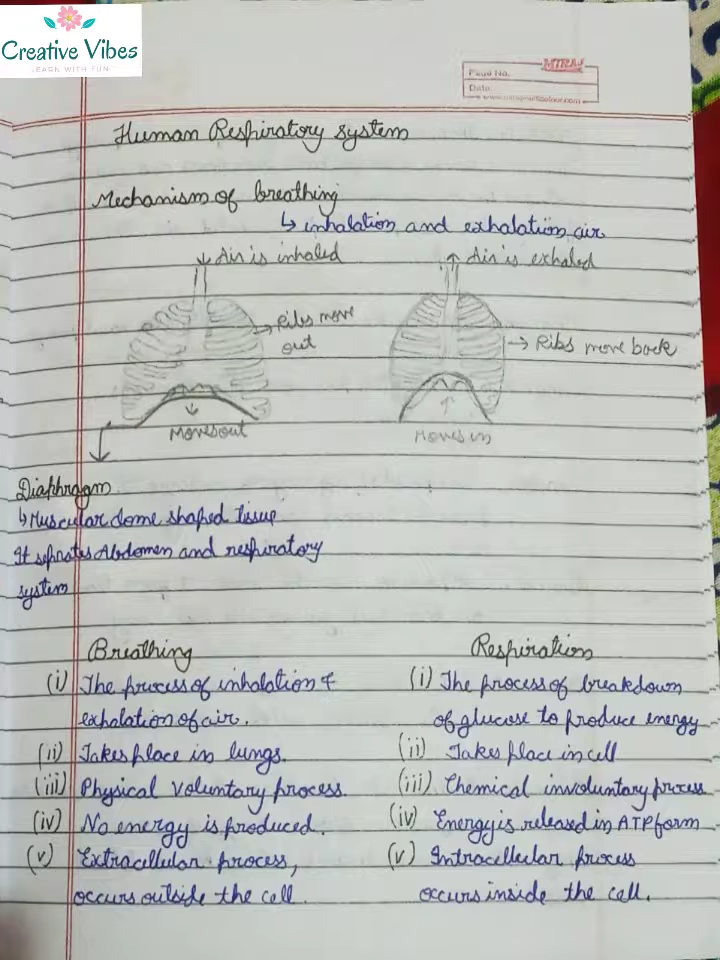 Creative Vibes
LEARN WITH FUN
MIRAJ
Page No.
Date.
Human Respiratory system
Mechanism of breathing
↳ inhalation and exhalation air
↓ Air is inhaled
↑ Air is exhaled
→ Ribs move
out
→ Ribs move back
↓
Moves out
↑
Moves in
Diaphragm
↳ Muscular dome shaped tissue
It seprates Abdomen and respiratory
system
Breathing
(i) The process of inhalation &
exhalation of air.
(ii) Takes place in lungs.
(iii) Physical voluntary process.
(iv) No energy is produced.
(v) Extracellular process,
occurs outside the cell.
Respiration
(i) The process of breakdown
of glucose to produce energy
(ii) Takes place in cell
(iii) Chemical involuntary process
(iv) Energy is released in ATP form
(v) Intracellular process
occurs inside the cell.